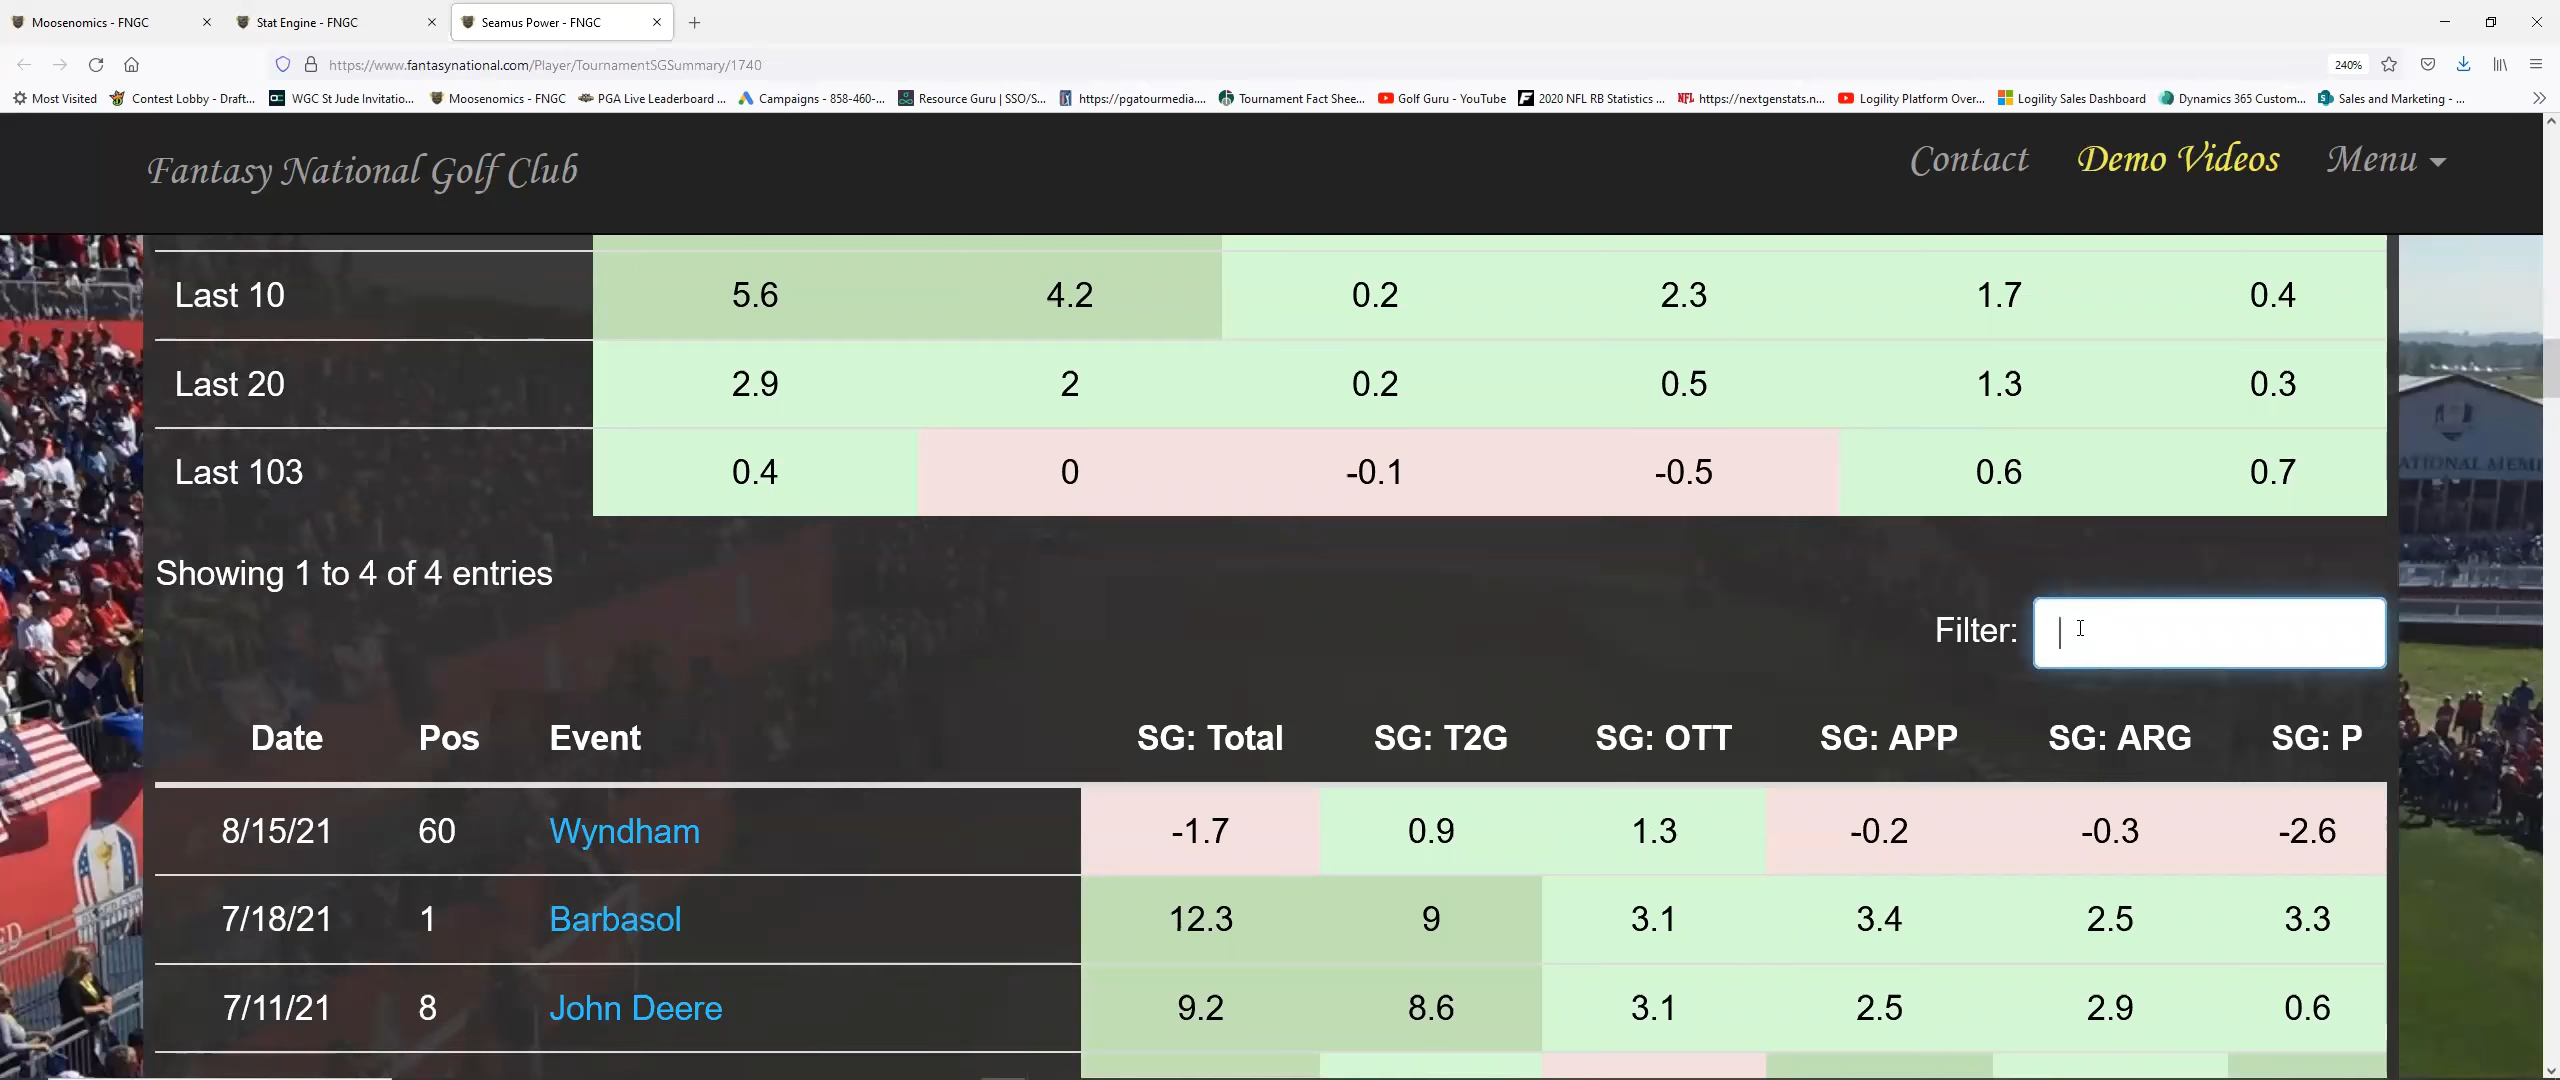 Moosenomics - FNGC
Stat Engine - FNGC
Seamus Power - FNGC
https://www.fantasynational.com/Player/TournamentSGSummary/1740
240%
Most Visited
Contest Lobby - Draft...
WGC St Jude Invitatio...
Moosenomics - FNGC
PGA Live Leaderboard ...
Campaigns - 858-460-...
Resource Guru | SSO/S...
https://pgatourmedia....
Tournament Fact Shee...
Golf Guru - YouTube
2020 NFL RB Statistics ...
https://nextgenstats.n...
Logility Platform Over...
Logility Sales Dashboard
Dynamics 365 Custom...
Sales and Marketing - ...
Fantasy National Golf Club
Contact Demo Videos Menu
Last 10 5.6 4.2 0.2 2.3 1.7 0.4
Last 20 2.9 2 0.2 0.5 1.3 0.3
Last 103 0.4 0 -0.1 -0.5 0.6 0.7
Showing 1 to 4 of 4 entries
Filter:
Date Pos Event SG: Total SG: T2G SG: OTT SG: APP SG: ARG SG: P
8/15/21 60 Wyndham -1.7 0.9 1.3 -0.2 -0.3 -2.6
7/18/21 1 Barbasol 12.3 9 3.1 3.4 2.5 3.3
7/11/21 8 John Deere 9.2 8.6 3.1 2.5 2.9 0.6